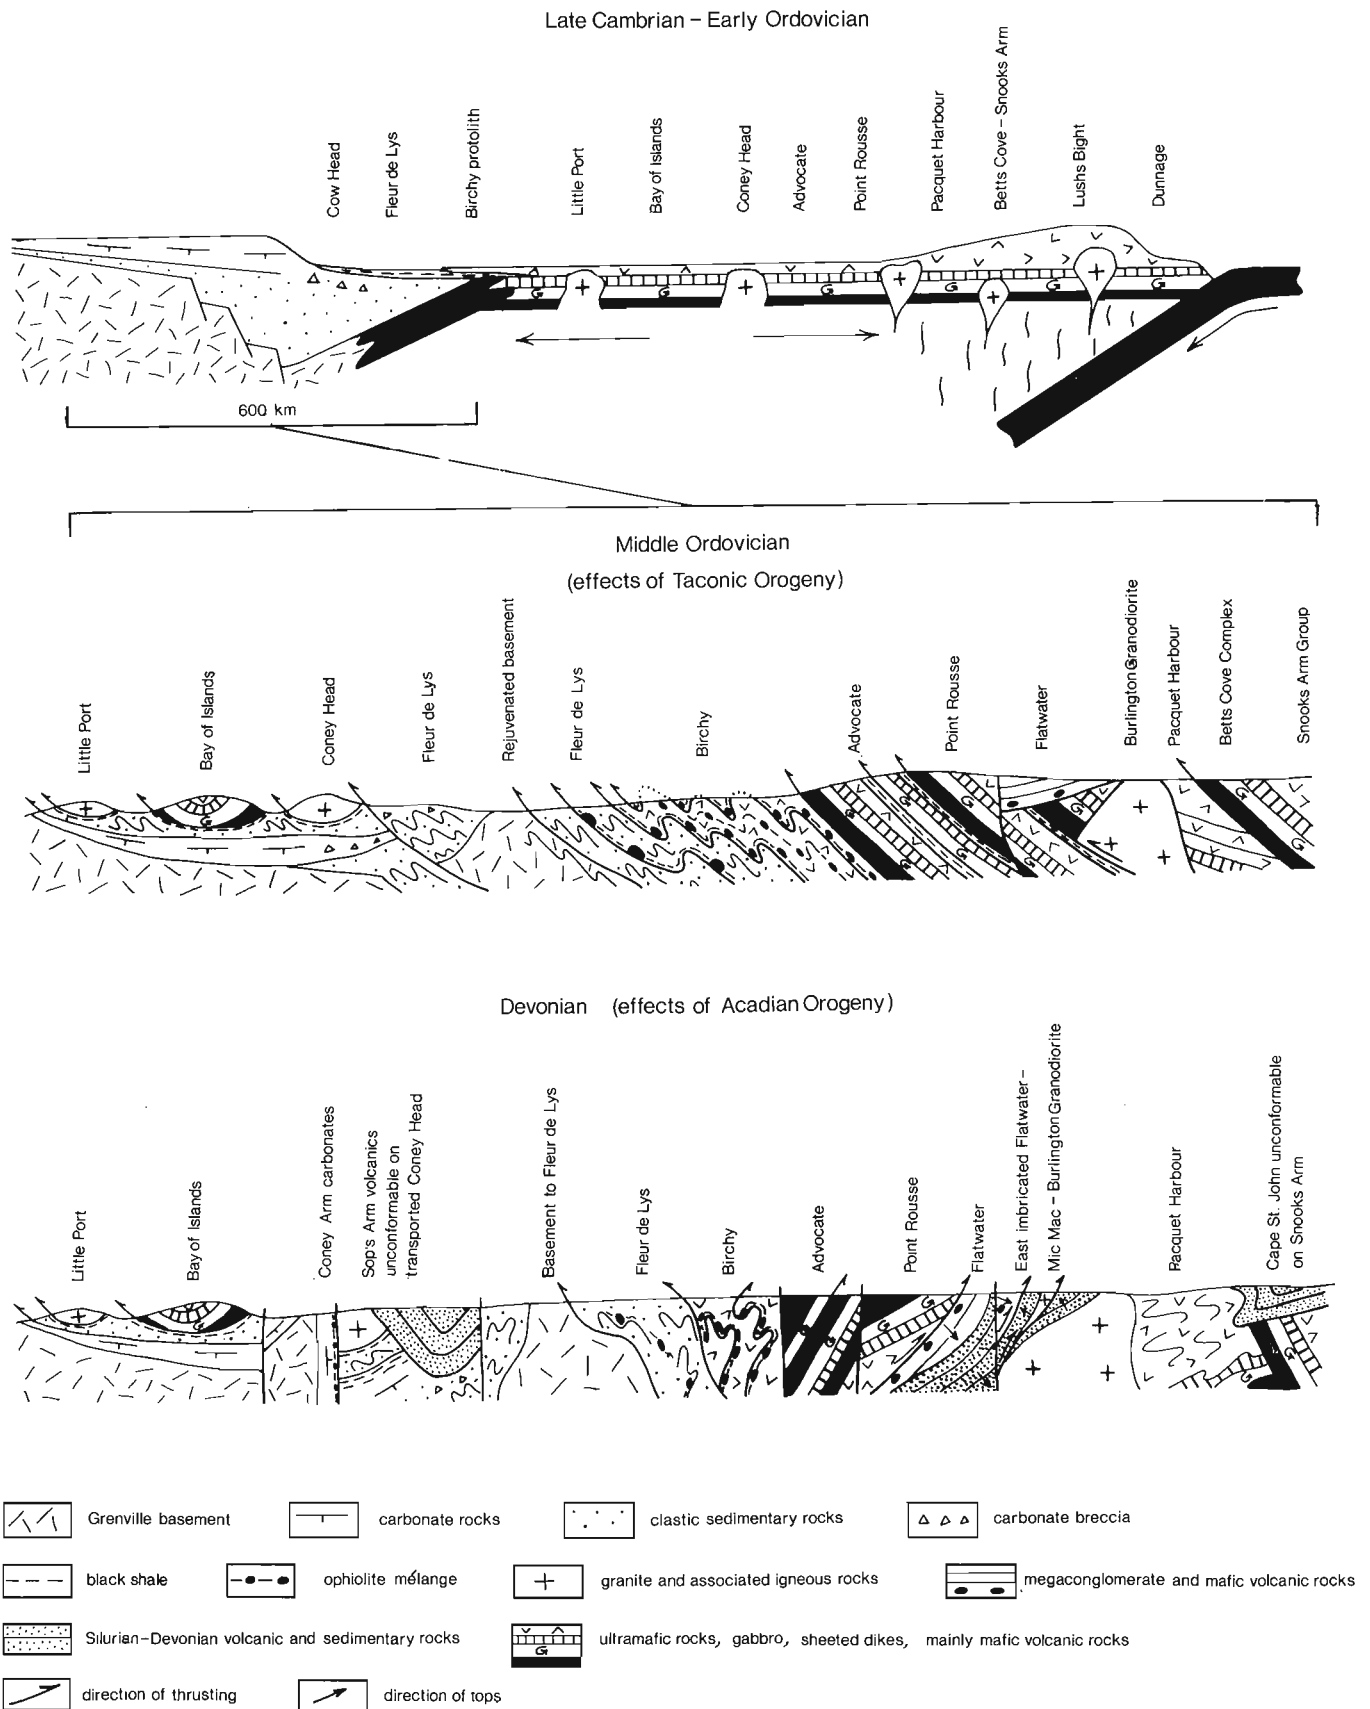 Late Cambrian – Early Ordovician
Cow Head
Fleur de Lys
Birchy protolith
Little Port
Bay of Islands
Coney Head
Advocate
Point Rousse
Pacquet Harbour
Betts Cove – Snooks Arm
Lushs Bight
Dunnage
G
G
G
G
G
G
600 km
Middle Ordovician
(effects of Taconic Orogeny)
Little Port
Bay of Islands
Coney Head
Fleur de Lys
Rejuvenated basement
Fleur de Lys
Birchy
Advocate
Point Rousse
Flatwater
Burlington Granodiorite
Pacquet Harbour
Betts Cove Complex
Snooks Arm Group
G
G
G
G
G
G
G
Devonian (effects of Acadian Orogeny)
Little Port
Bay of Islands
Coney Arm carbonates
Sop's Arm volcanics
unconformable on
transported Coney Head
Basement to Fleur de Lys
Fleur de Lys
Birchy
Advocate
Point Rousse
Flatwater
East imbricated Flatwater –
Mic Mac – Burlington Granodiorite
Racquet Harbour
Cape St. John unconformable
on Snooks Arm
G
G
G
G
Grenville basement
carbonate rocks
clastic sedimentary rocks
carbonate breccia
black shale
ophiolite mélange
granite and associated igneous rocks
megaconglomerate and mafic volcanic rocks
Silurian–Devonian volcanic and sedimentary rocks
G
ultramafic rocks, gabbro, sheeted dikes, mainly mafic volcanic rocks
direction of thrusting
direction of tops